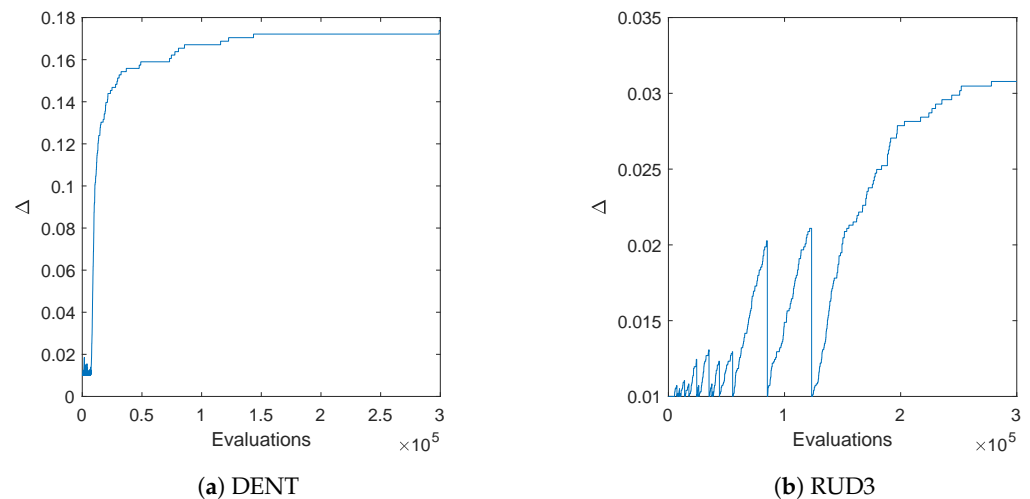 0.18
0.16
0.14
0.12
0.1
0.08
0.06
0.04
0.02
0
Δ
0 0.5 1 1.5 2 2.5 3
Evaluations ×10^5
(a) DENT
0.035
0.03
0.025
0.02
0.015
0.01
Δ
0 1 2 3
Evaluations ×10^5
(b) RUD3